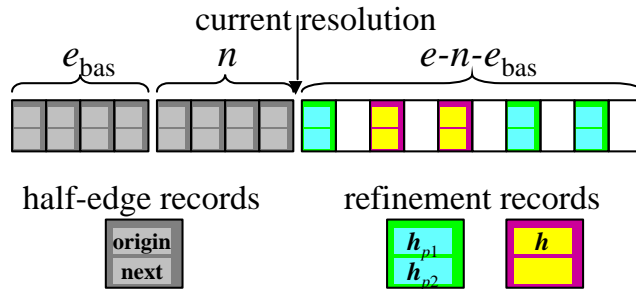 current resolution
e_bas n e-n-e_bas
half-edge records refinement records
origin h_p1 h
next h_p2